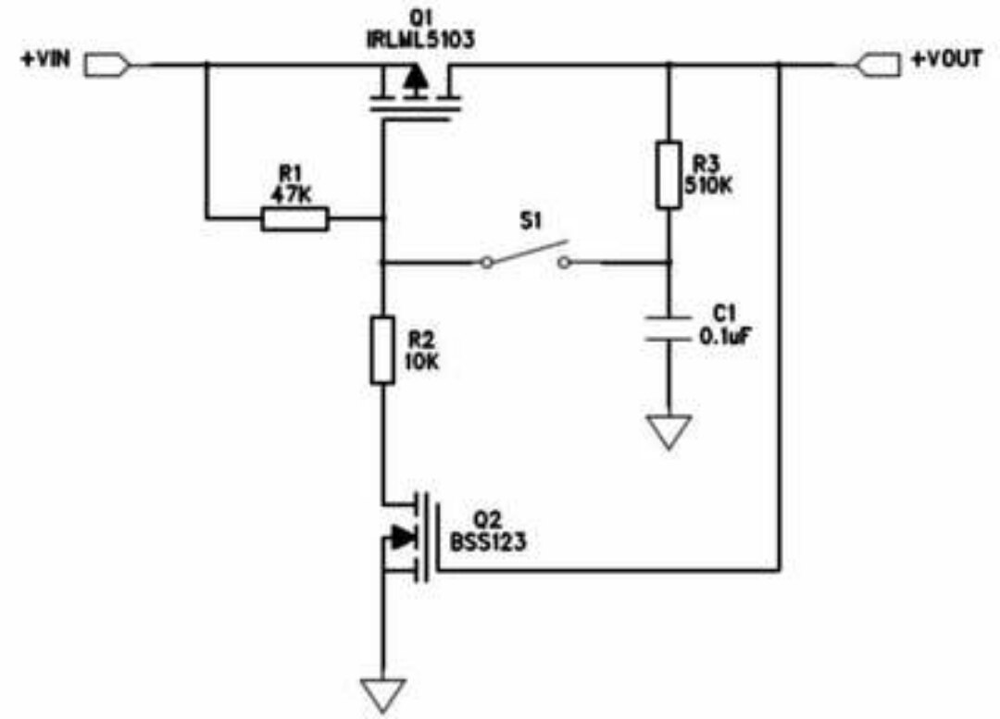 Q1
IRLML5103
+VIN
+VOUT
R1
47K
R3
510K
S1
C1
0.1uF
R2
10K
Q2
BSS123